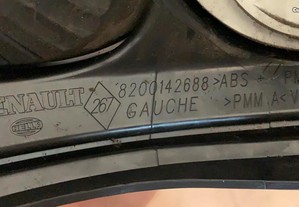 RENAULT 267 8200142688 >ABS + P
HELLA GAUCHE >PMM A<V